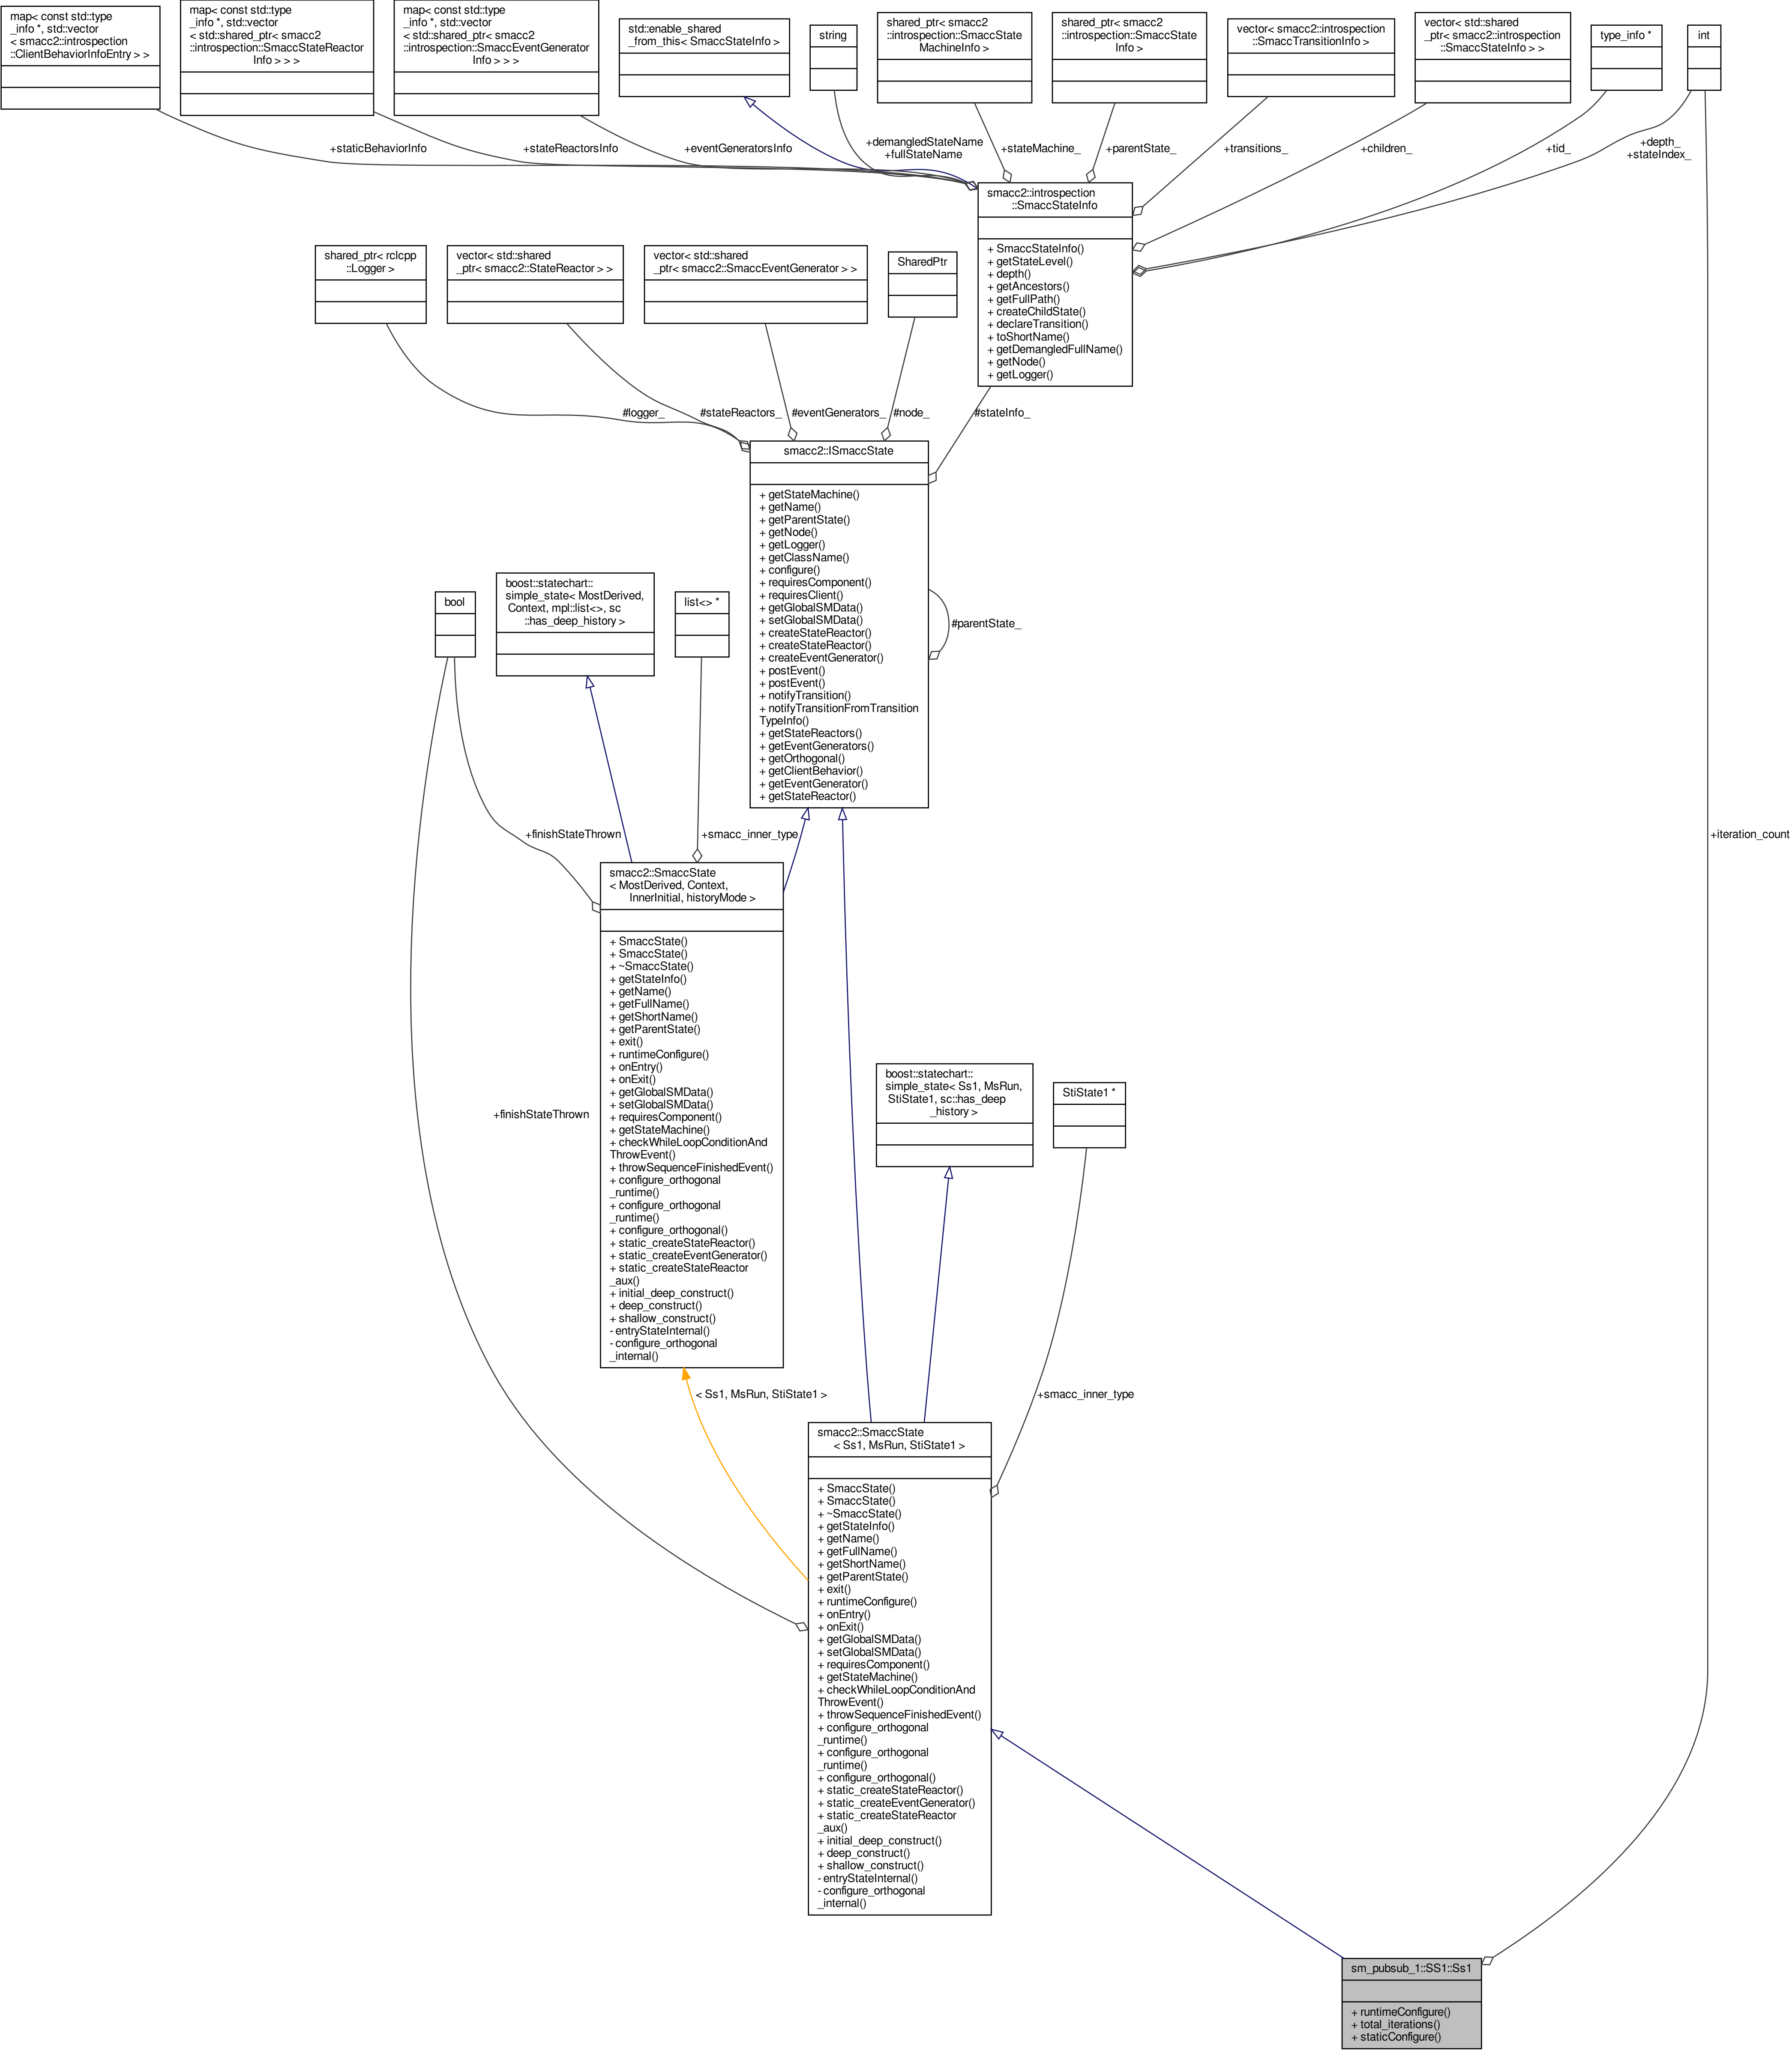 map< const std::type
_info *, std::vector
< smacc2::introspection
::ClientBehaviorInfoEntry > >
map< const std::type
_info *, std::vector
< std::shared_ptr< smacc2
::introspection::SmaccStateReactor
Info > > >
map< const std::type
_info *, std::vector
< std::shared_ptr< smacc2
::introspection::SmaccEventGenerator
Info > > >
std::enable_shared
_from_this< SmaccStateInfo >
string
shared_ptr< smacc2
::introspection::SmaccState
MachineInfo >
shared_ptr< smacc2
::introspection::SmaccState
Info >
vector< smacc2::introspection
::SmaccTransitionInfo >
vector< std::shared
_ptr< smacc2::introspection
::SmaccStateInfo > >
type_info *
int
+staticBehaviorInfo
+stateReactorsInfo
+eventGeneratorsInfo
+demangledStateName
+fullStateName
+stateMachine_
+parentState_
+transitions_
+children_
+tid_
+depth_
+stateIndex_
smacc2::introspection
::SmaccStateInfo
+ SmaccStateInfo()
+ getStateLevel()
+ depth()
+ getAncestors()
+ getFullPath()
+ createChildState()
+ declareTransition()
+ toShortName()
+ getDemangledFullName()
+ getNode()
+ getLogger()
shared_ptr< rclcpp
::Logger >
vector< std::shared
_ptr< smacc2::StateReactor > >
vector< std::shared
_ptr< smacc2::SmaccEventGenerator > >
SharedPtr
#logger_
#stateReactors_
#eventGenerators_
#node_
#stateInfo_
smacc2::ISmaccState
+ getStateMachine()
+ getName()
+ getParentState()
+ getNode()
+ getLogger()
+ getClassName()
+ configure()
+ requiresComponent()
+ requiresClient()
+ getGlobalSMData()
+ setGlobalSMData()
+ createStateReactor()
+ createStateReactor()
+ createEventGenerator()
+ postEvent()
+ postEvent()
+ notifyTransition()
+ notifyTransitionFromTransition
TypeInfo()
+ getStateReactors()
+ getEventGenerators()
+ getOrthogonal()
+ getClientBehavior()
+ getEventGenerator()
+ getStateReactor()
#parentState_
bool
boost::statechart::
simple_state< MostDerived,
Context, mpl::list<>, sc
::has_deep_history >
list<> *
+finishStateThrown
+smacc_inner_type
+iteration_count
smacc2::SmaccState
< MostDerived, Context,
InnerInitial, historyMode >
+ SmaccState()
+ SmaccState()
+ ~SmaccState()
+ getStateInfo()
+ getName()
+ getFullName()
+ getShortName()
+ getParentState()
+ exit()
+ runtimeConfigure()
+ onEntry()
+ onExit()
+ getGlobalSMData()
+ setGlobalSMData()
+ requiresComponent()
+ getStateMachine()
+ checkWhileLoopConditionAnd
ThrowEvent()
+ throwSequenceFinishedEvent()
+ configure_orthogonal
_runtime()
+ configure_orthogonal
_runtime()
+ configure_orthogonal()
+ static_createStateReactor()
+ static_createEventGenerator()
+ static_createStateReactor
_aux()
+ initial_deep_construct()
+ deep_construct()
+ shallow_construct()
- entryStateInternal()
- configure_orthogonal
_internal()
+finishStateThrown
boost::statechart::
simple_state< Ss1, MsRun,
StiState1, sc::has_deep
_history >
StiState1 *
< Ss1, MsRun, StiState1 >
+smacc_inner_type
smacc2::SmaccState
< Ss1, MsRun, StiState1 >
+ SmaccState()
+ SmaccState()
+ ~SmaccState()
+ getStateInfo()
+ getName()
+ getFullName()
+ getShortName()
+ getParentState()
+ exit()
+ runtimeConfigure()
+ onEntry()
+ onExit()
+ getGlobalSMData()
+ setGlobalSMData()
+ requiresComponent()
+ getStateMachine()
+ checkWhileLoopConditionAnd
ThrowEvent()
+ throwSequenceFinishedEvent()
+ configure_orthogonal
_runtime()
+ configure_orthogonal
_runtime()
+ configure_orthogonal()
+ static_createStateReactor()
+ static_createEventGenerator()
+ static_createStateReactor
_aux()
+ initial_deep_construct()
+ deep_construct()
+ shallow_construct()
- entryStateInternal()
- configure_orthogonal
_internal()
sm_pubsub_1::SS1::Ss1
+ runtimeConfigure()
+ total_iterations()
+ staticConfigure()